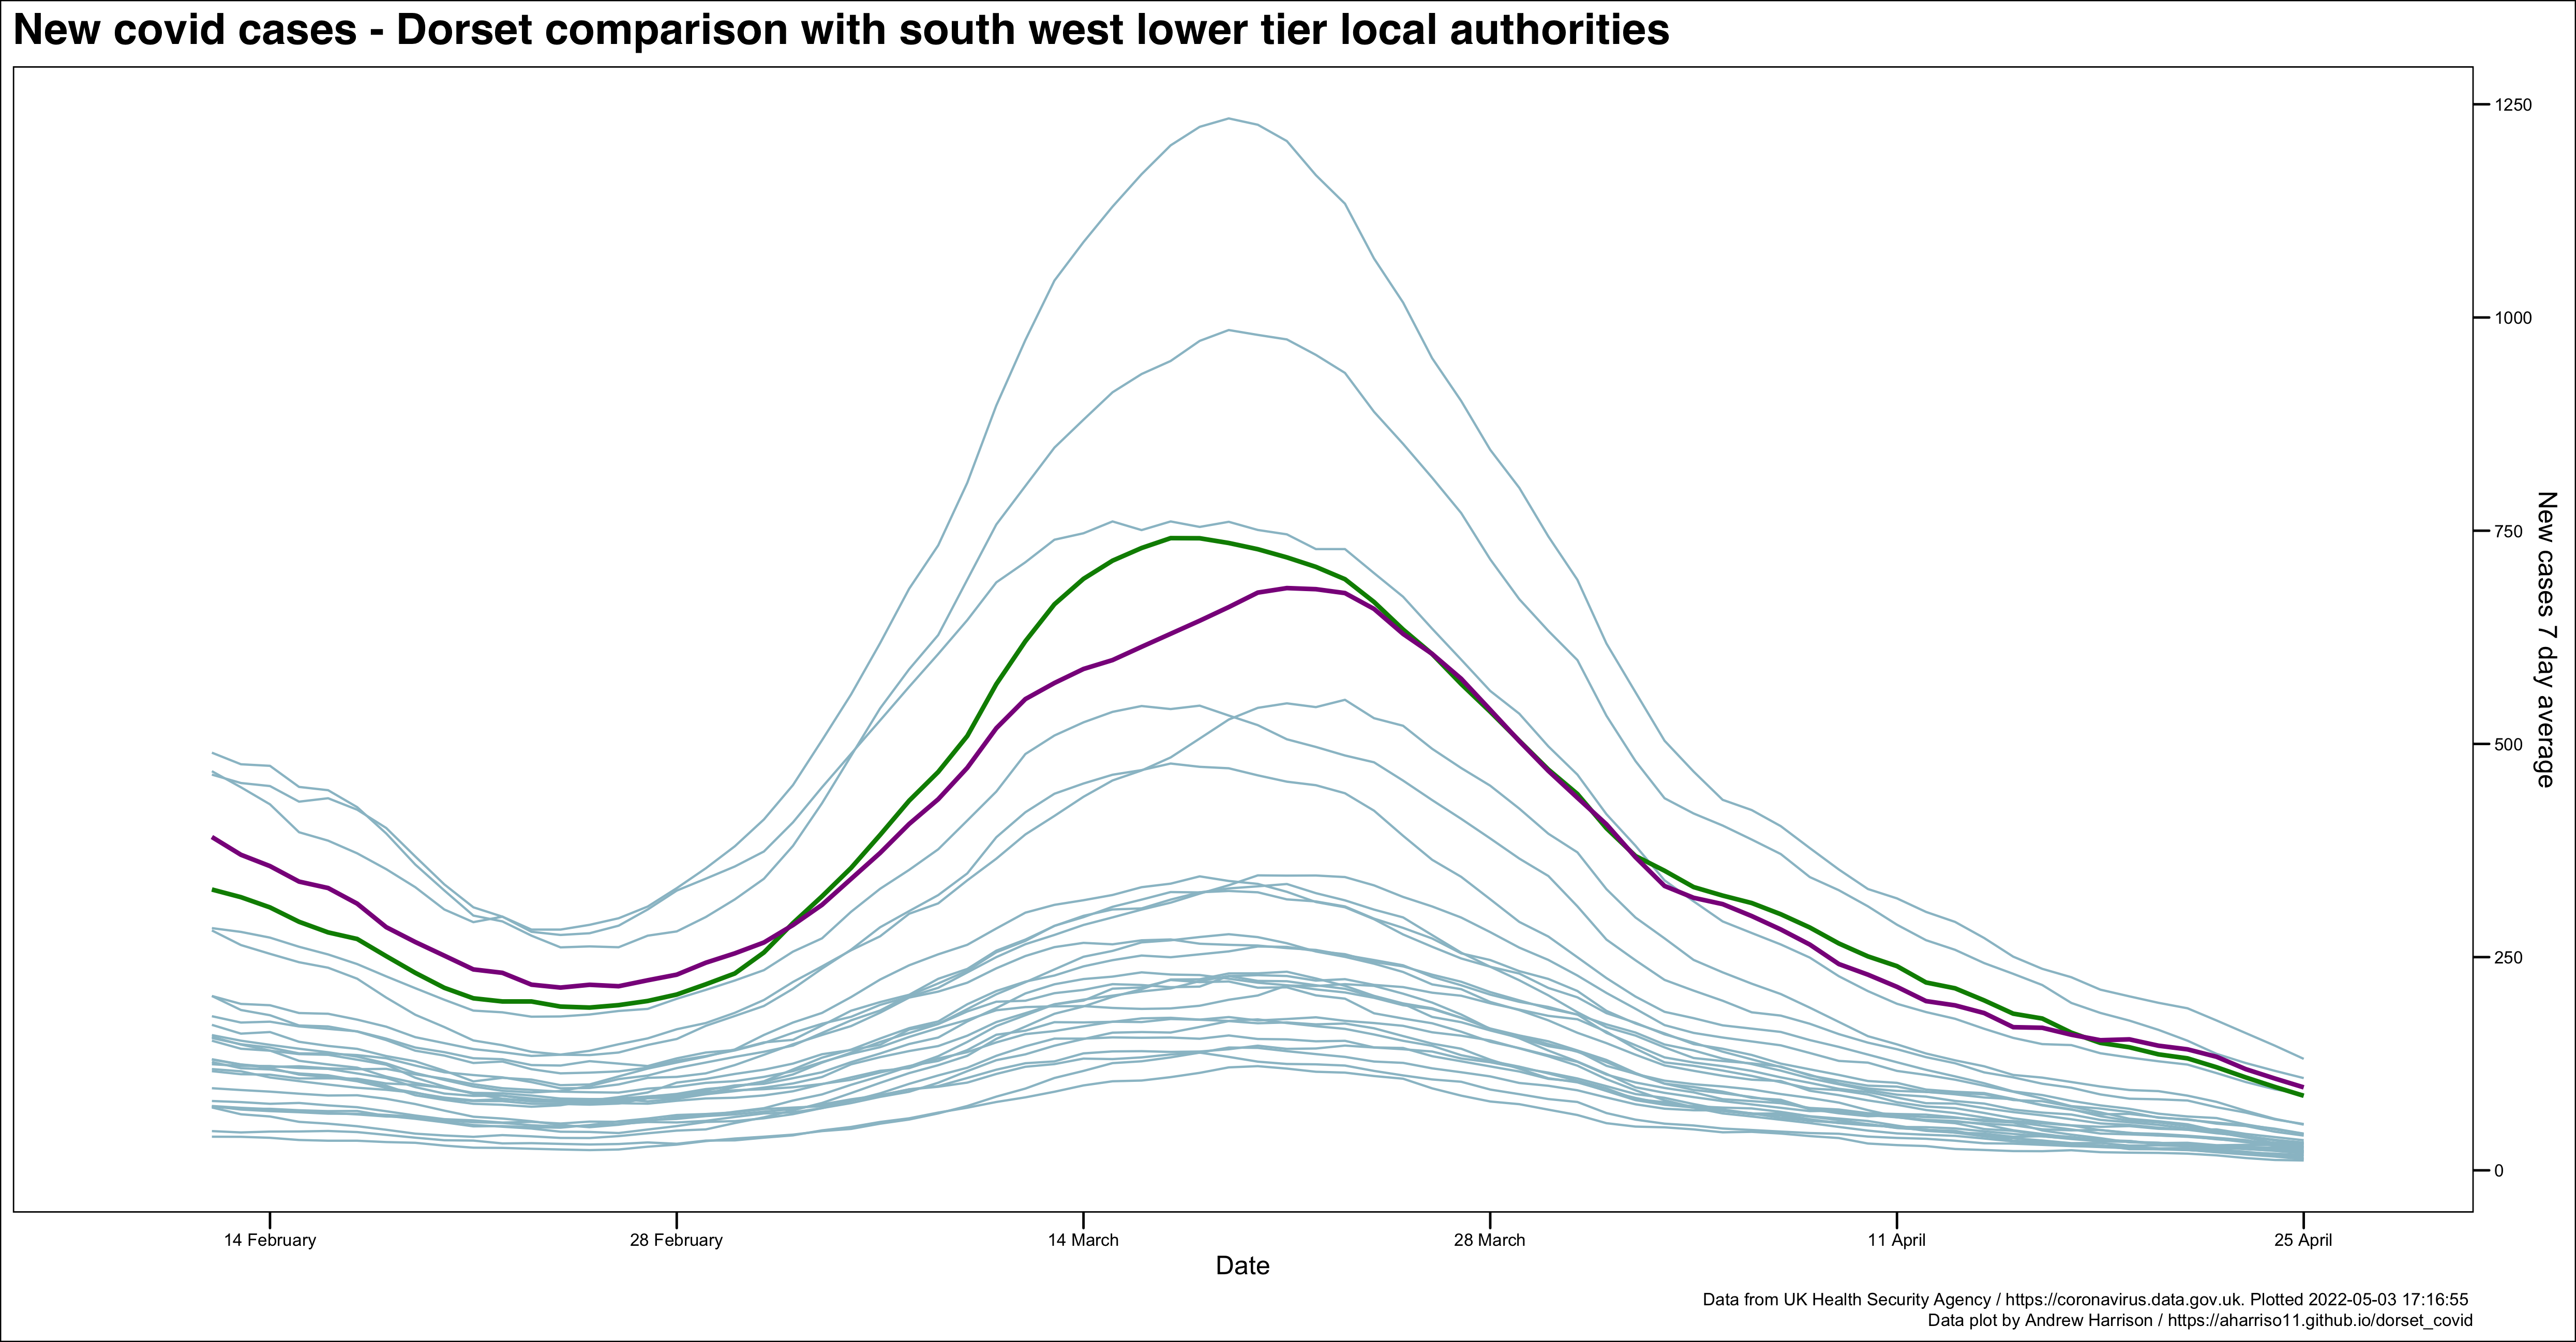 New covid cases - Dorset comparison with south west lower tier local authorities
1250
1000
750
500
250
0
New cases 7 day average
14 February
28 February
14 March
28 March
11 April
25 April
Date
Data from UK Health Security Agency / https://coronavirus.data.gov.uk. Plotted 2022-05-03 17:16:55
Data plot by Andrew Harrison / https://aharriso11.github.io/dorset_covid